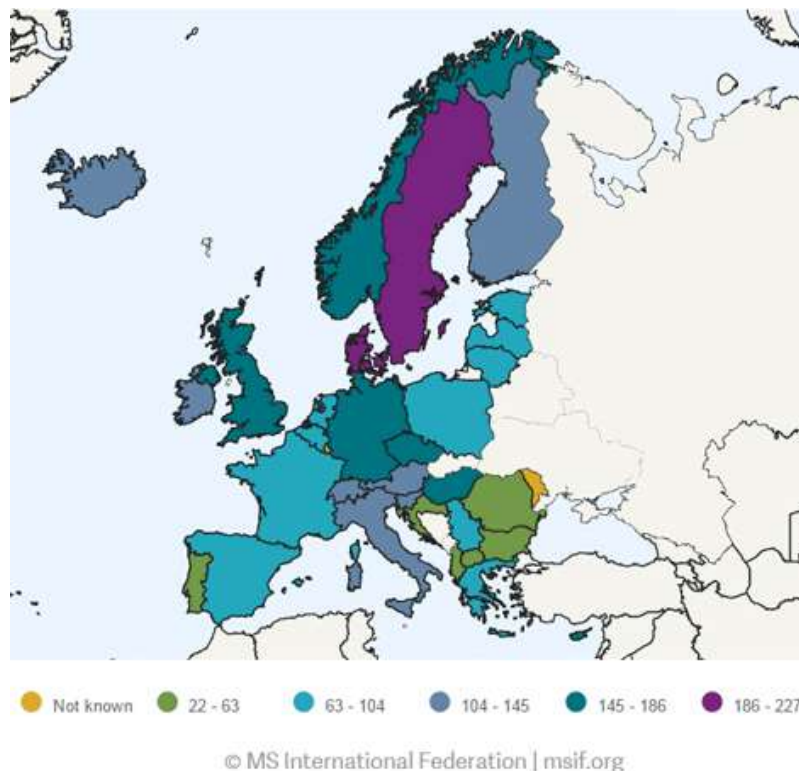 Not known 22 - 63 63 - 104 104 - 145 145 - 186 186 - 227
© MS International Federation | msif.org